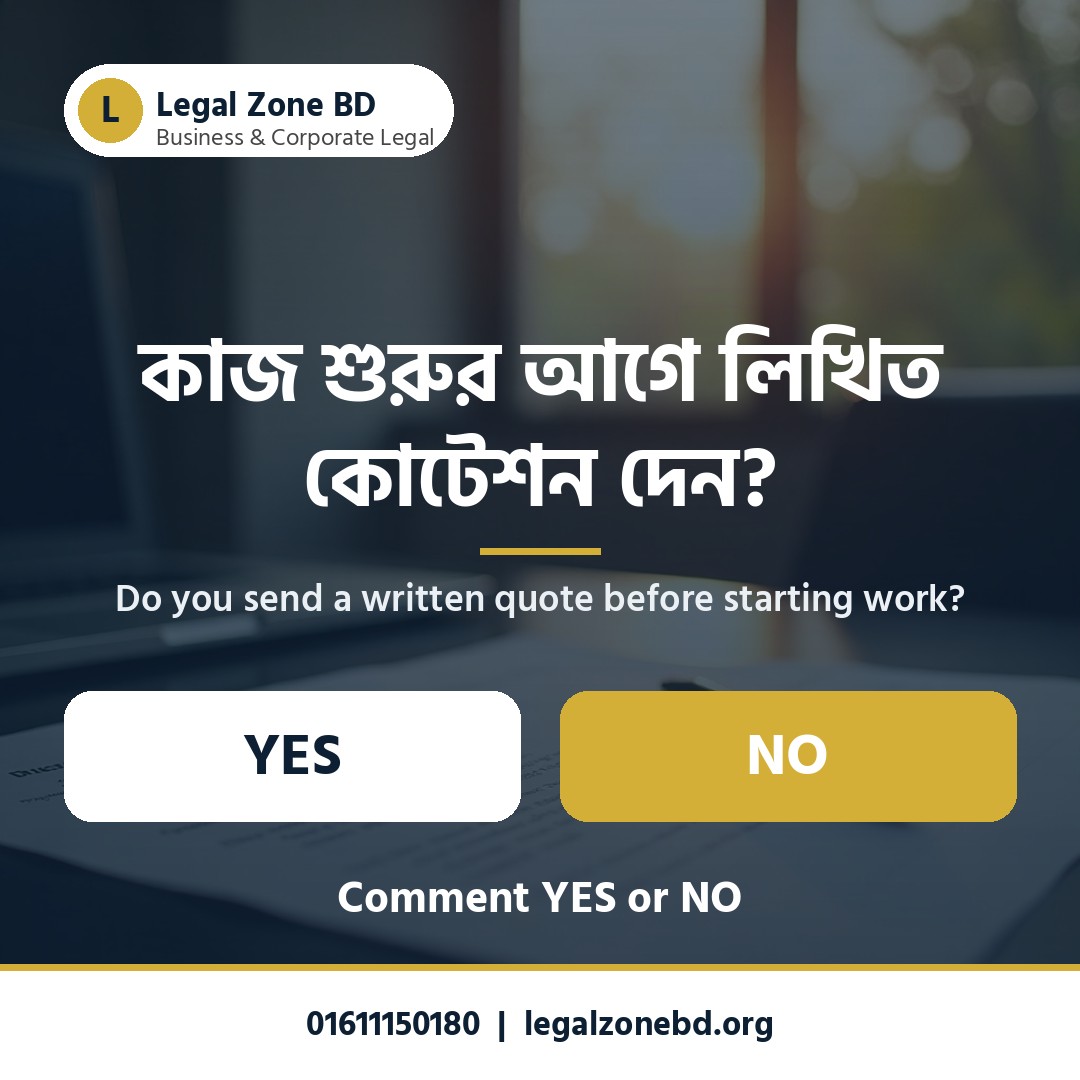 L
Legal Zone BD
Business & Corporate Legal
কাজ শুরুর আগে লিখিত
কোটেশন দেন?
Do you send a written quote before starting work?
YES
NO
Comment YES or NO
01611150180 | legalzonebd.org